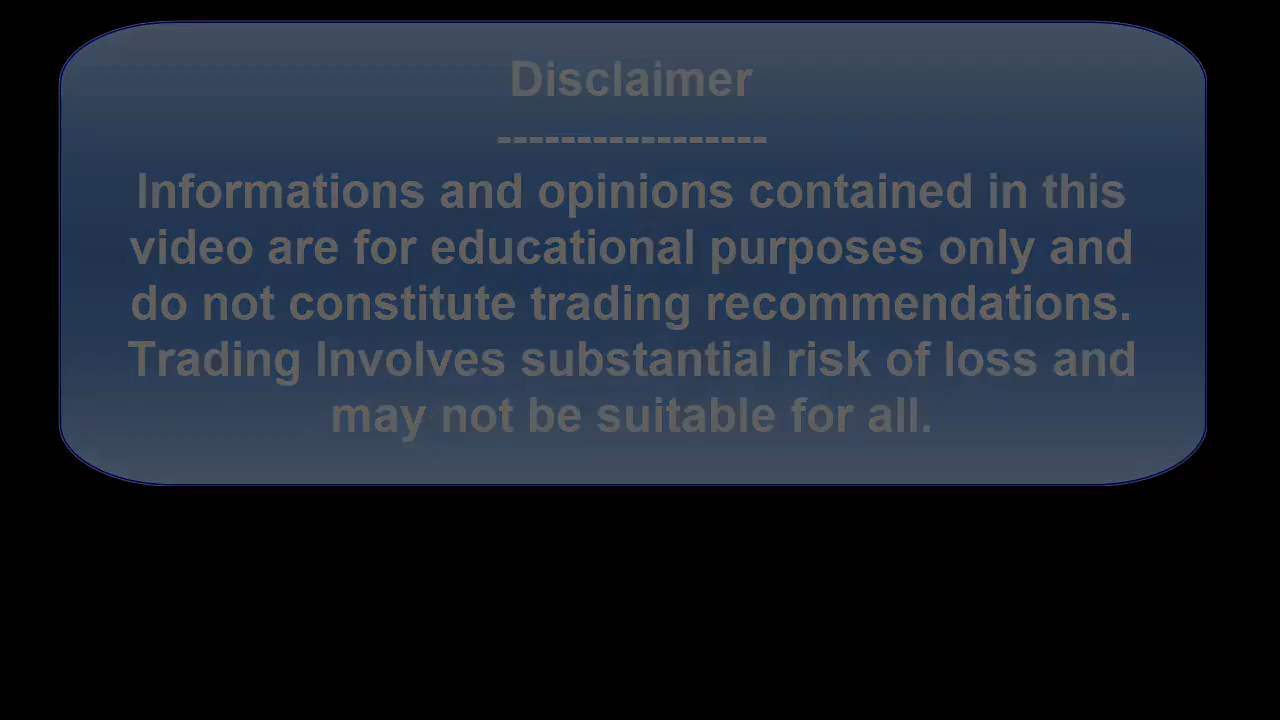 Disclaimer
-----------------
Informations and opinions contained in this
video are for educational purposes only and
do not constitute trading recommendations.
Trading Involves substantial risk of loss and
may not be suitable for all.